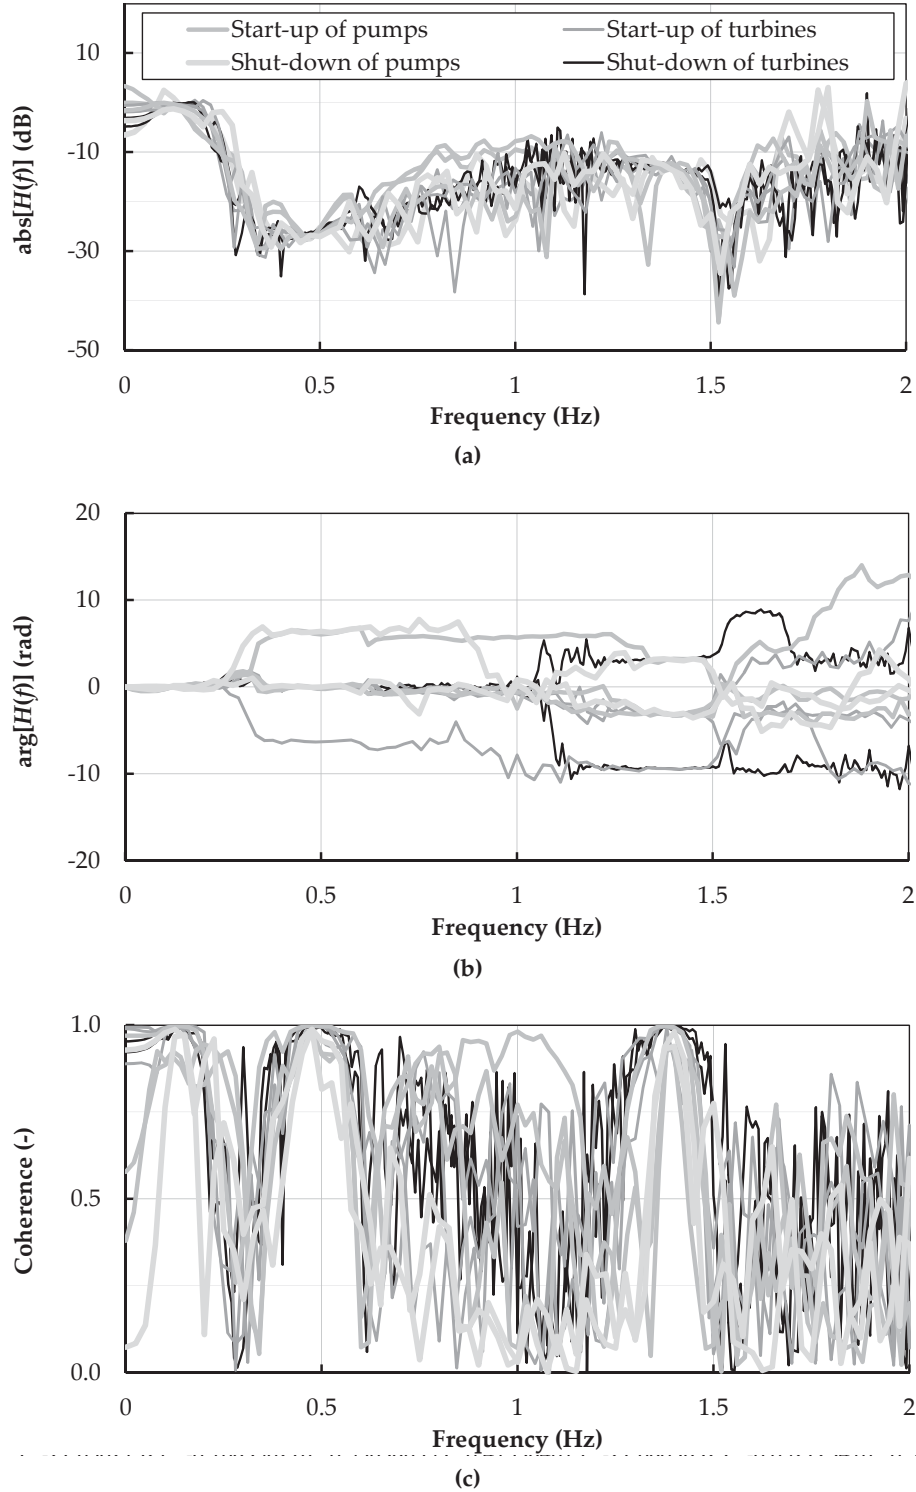 Start-up of pumps Start-up of turbines
Shut-down of pumps Shut-down of turbines
10
-10
-30
-50
abs[H(f)] (dB)
0 0.5 1 1.5 2
Frequency (Hz)
(a)
20
10
0
-10
-20
arg[H(f)] (rad)
0 0.5 1 1.5 2
Frequency (Hz)
(b)
1.0
0.5
0.0
Coherence (-)
0 0.5 1 1.5 2
Frequency (Hz)
(c)